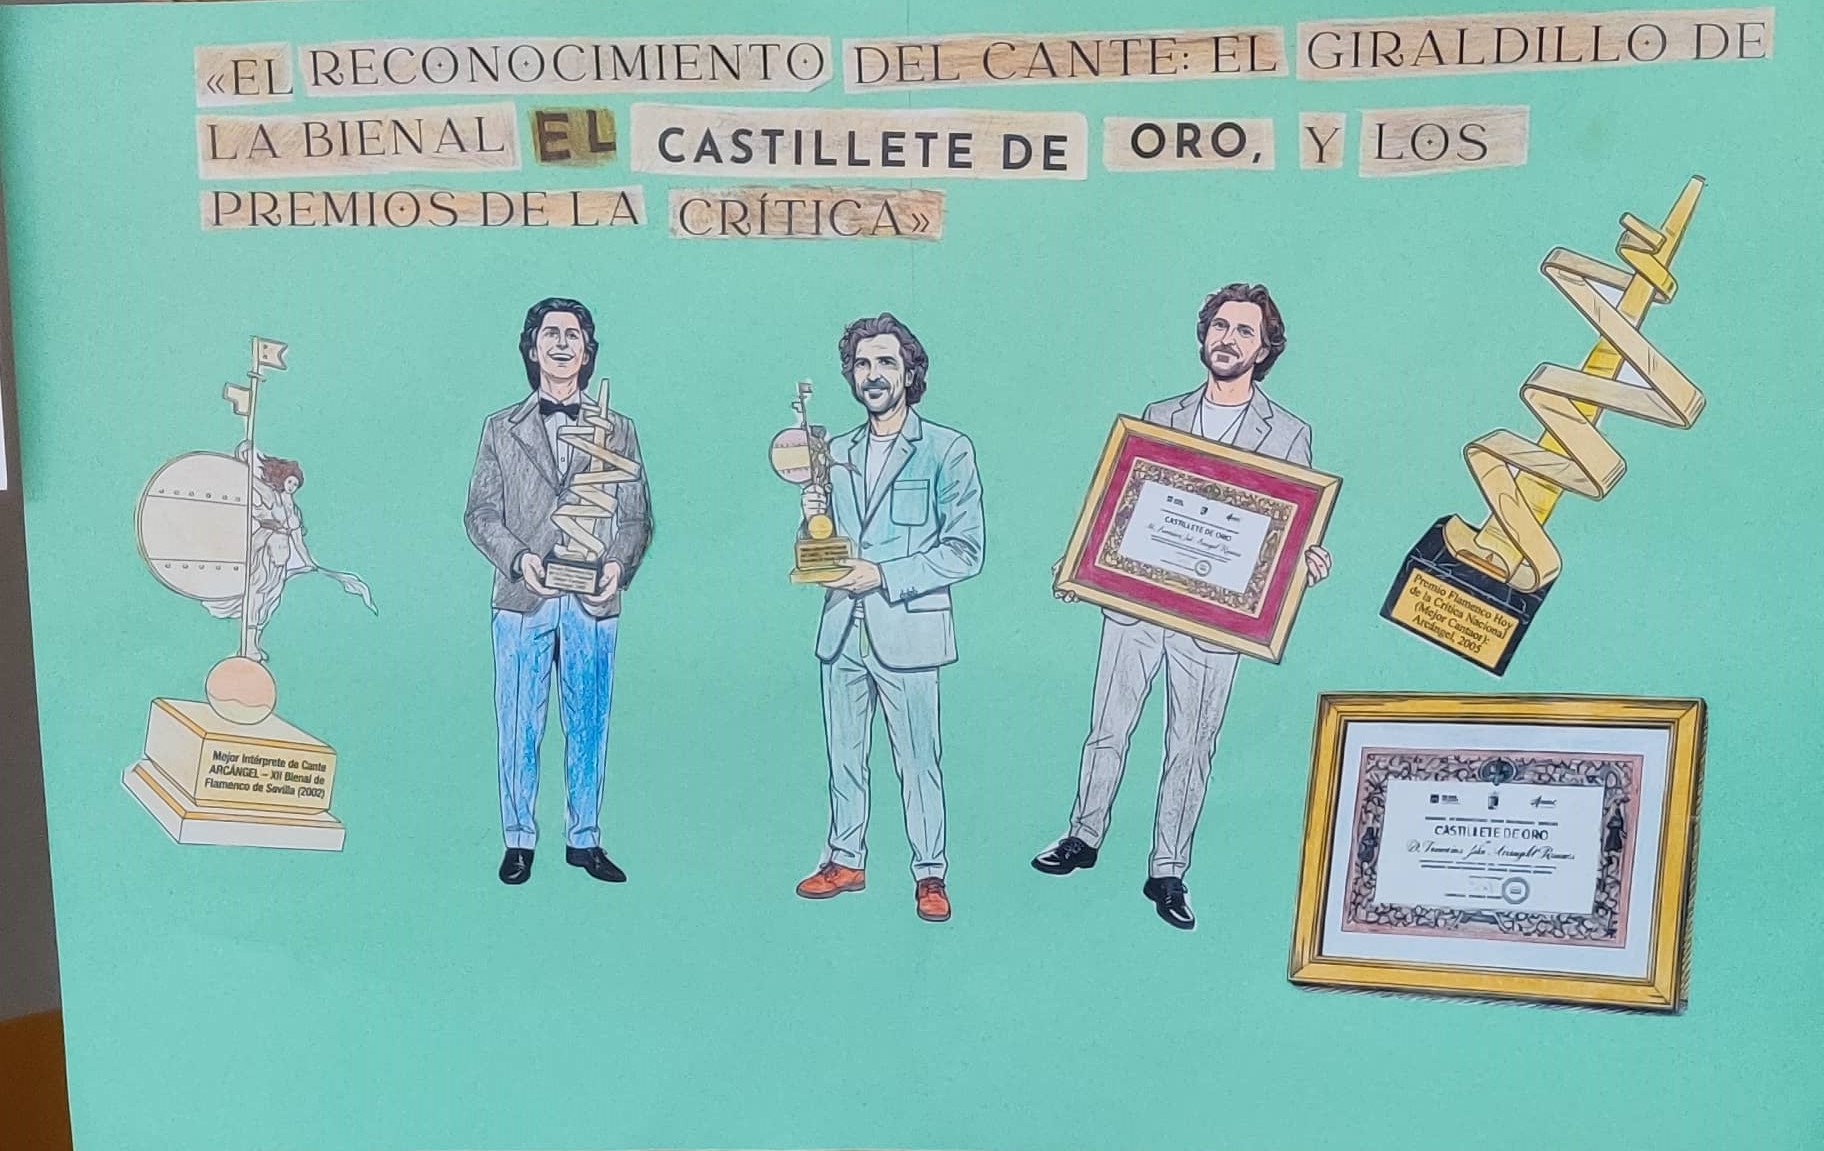 «EL RECONOCIMIENTO DEL CANTE: EL GIRALDILLO DE
LA BIENAL EL CASTILLETE DE ORO, Y LOS
PREMIOS DE LA CRÍTICA»
Mejor Intérprete de Cante
ARCÁNGEL – XII Bienal de
Flamenco de Sevilla (2002)
CASTILLETE DE ORO
Premio Flamenco Hoy
de la Crítica Nacional
(Mejor Cantaor):
Arcángel, 2005
CASTILLETE DE ORO